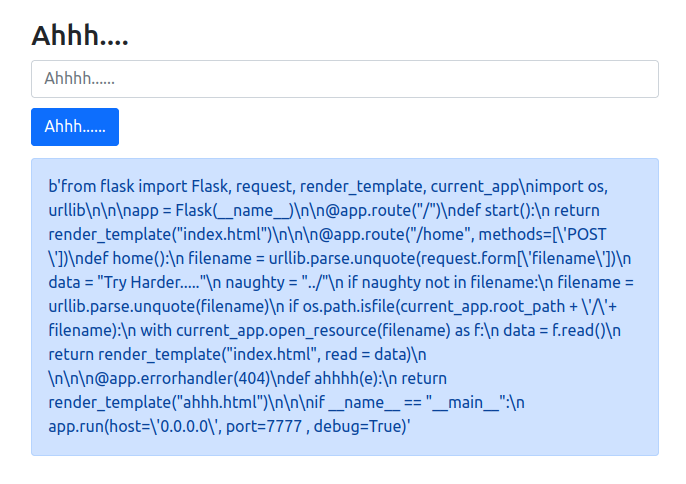 Ahhh....
Ahhhh......
Ahhh......
b'from flask import Flask, request, render_template, current_app\nimport os,
urllib\n\n\napp = Flask(__name__)\n\n@app.route("/")\ndef start():\n return
render_template("index.html")\n\n\n@app.route("/home", methods=[\'POST
\'])\ndef home():\n filename = urllib.parse.unquote(request.form[\'filename\'])\n
data = "Try Harder....."\n naughty = "../"\n if naughty not in filename:\n filename =
urllib.parse.unquote(filename)\n if os.path.isfile(current_app.root_path + \'/\'+
filename):\n with current_app.open_resource(filename) as f:\n data = f.read()\n
return render_template("index.html", read = data)\n
\n\n\n@app.errorhandler(404)\ndef ahhhh(e):\n return
render_template("ahhh.html")\n\n\nif __name__ == "__main__":\n
app.run(host=\'0.0.0.0\', port=7777 , debug=True)'